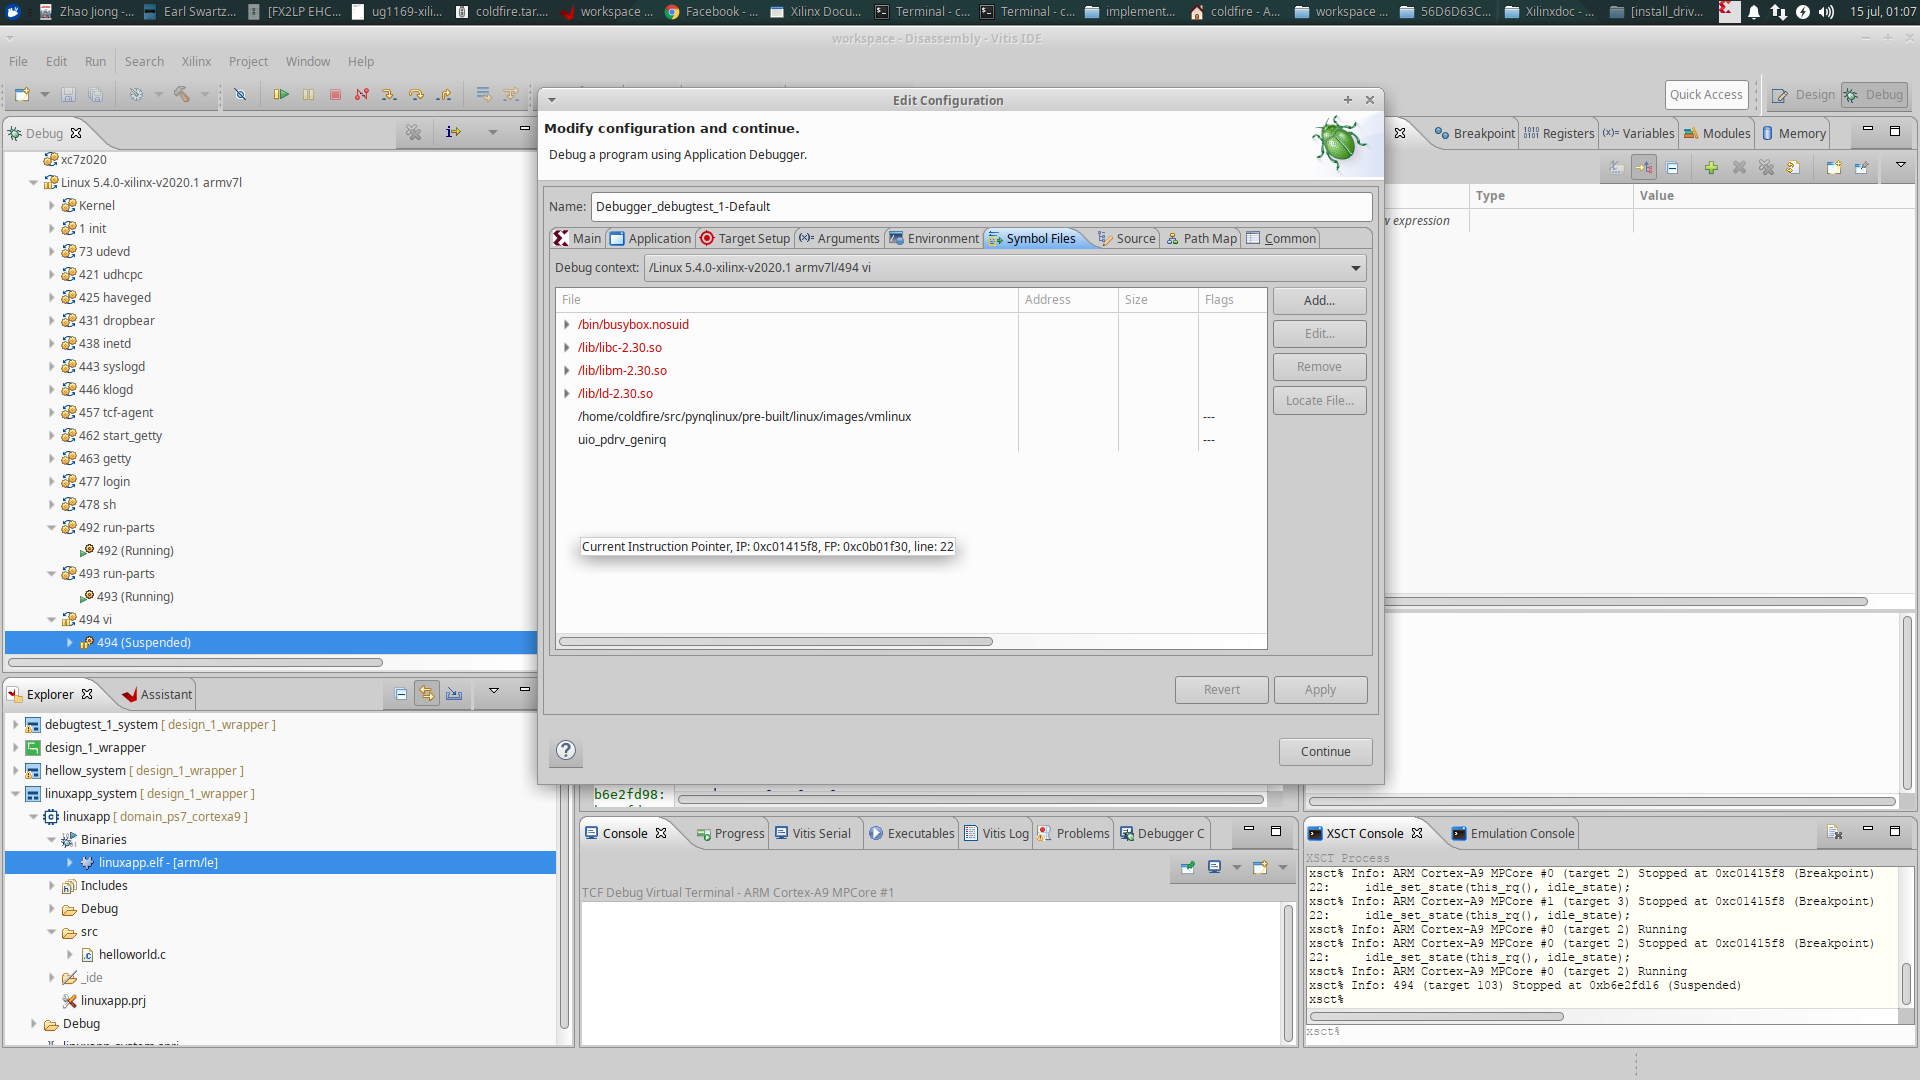 Zhao Jiong -...
Earl Swartz...
[FX2LP EHC...
ug1169-xili...
coldfire.tar....
workspace ...
Facebook - ...
Xilinx Docu...
Terminal - c...
Terminal - c...
implement...
coldfire - A...
workspace ...
56D6D63C...
Xilinxdoc - ...
[install_driv...
15 jul, 01:07
workspace - Disassembly - Vitis IDE
File Edit Run Search Xilinx Project Window Help
Quick Access
Design
Debug
Debug
xc7z020
Linux 5.4.0-xilinx-v2020.1 armv7l
Kernel
1 init
73 udevd
421 udhcpc
425 haveged
431 dropbear
438 inetd
443 syslogd
446 klogd
457 tcf-agent
462 start_getty
463 getty
477 login
478 sh
492 run-parts
492 (Running)
493 run-parts
493 (Running)
494 vi
494 (Suspended)
Edit Configuration
Modify configuration and continue.
Debug a program using Application Debugger.
Name: Debugger_debugtest_1-Default
Main Application Target Setup (x)= Arguments Environment Symbol Files Source Path Map Common
Debug context: /Linux 5.4.0-xilinx-v2020.1 armv7l/494 vi
File Address Size Flags
/bin/busybox.nosuid
/lib/libc-2.30.so
/lib/libm-2.30.so
/lib/ld-2.30.so
/home/coldfire/src/pynqlinux/pre-built/linux/images/vmlinux ---
uio_pdrv_genirq ---
Add...
Edit...
Remove
Locate File...
Current Instruction Pointer, IP: 0xc01415f8, FP: 0xc0b01f30, line: 22
Revert
Apply
Continue
Breakpoint Registers (x)= Variables Modules Memory
Type Value
w expression
Explorer
Assistant
debugtest_1_system [ design_1_wrapper ]
design_1_wrapper
hellow_system [ design_1_wrapper ]
linuxapp_system [ design_1_wrapper ]
linuxapp [ domain_ps7_cortexa9 ]
Binaries
linuxapp.elf - [arm/le]
Includes
Debug
src
helloworld.c
_ide
linuxapp.prj
Debug
b6e2fd98:
Console Progress Vitis Serial Executables Vitis Log Problems Debugger C
TCF Debug Virtual Terminal - ARM Cortex-A9 MPCore #1
XSCT Console
Emulation Console
XSCT Process
xsct% Info: ARM Cortex-A9 MPCore #0 (target 2) Stopped at 0xc01415f8 (Breakpoint)
22: idle_set_state(this_rq(), idle_state);
xsct% Info: ARM Cortex-A9 MPCore #1 (target 3) Stopped at 0xc01415f8 (Breakpoint)
22: idle_set_state(this_rq(), idle_state);
xsct% Info: ARM Cortex-A9 MPCore #0 (target 2) Running
xsct% Info: ARM Cortex-A9 MPCore #0 (target 2) Stopped at 0xc01415f8 (Breakpoint)
22: idle_set_state(this_rq(), idle_state);
xsct% Info: ARM Cortex-A9 MPCore #0 (target 2) Running
xsct% Info: 494 (target 103) Stopped at 0xb6e2fd16 (Suspended)
xsct%
xsct%